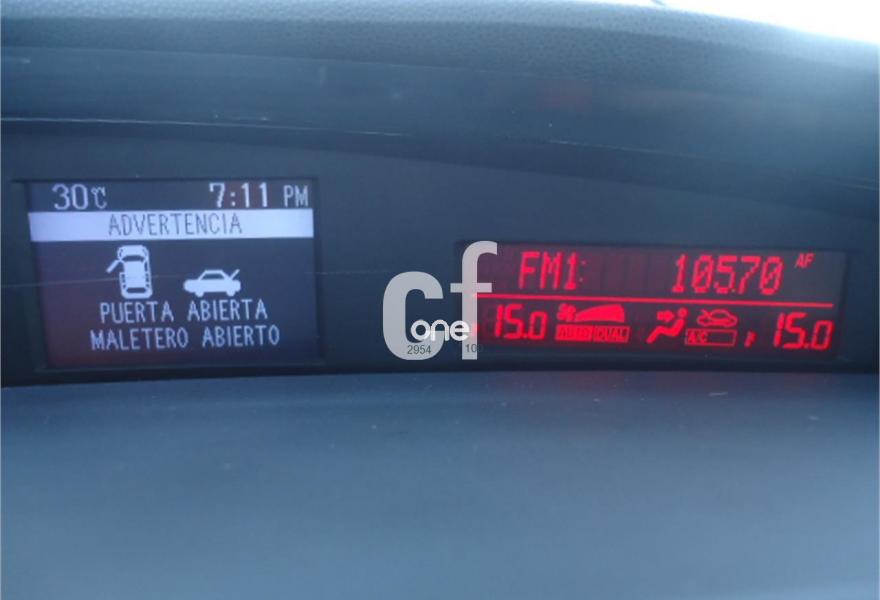 30℃ 7:11 PM
ADVERTENCIA
PUERTA ABIERTA
MALETERO ABIERTO
FM1 105.70 AF
15.0 AUTO DUAL A/C 15.0
cf
one
2954